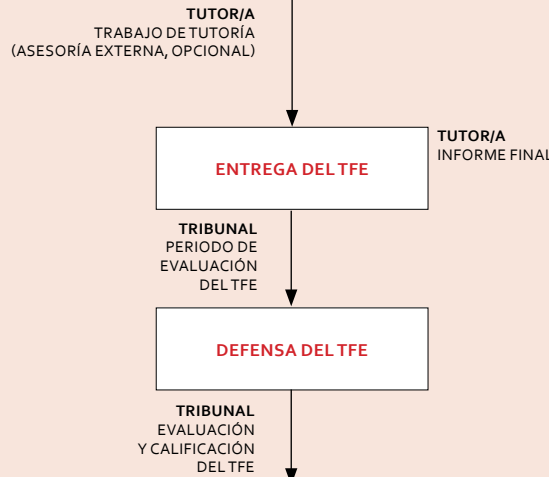 TUTOR/A
TRABAJO DE TUTORÍA
(ASESORÍA EXTERNA, OPCIONAL)
ENTREGA DEL TFE
TUTOR/A
INFORME FINAL
TRIBUNAL
PERIODO DE
EVALUACIÓN
DEL TFE
DEFENSA DEL TFE
TRIBUNAL
EVALUACIÓN
Y CALIFICACIÓN
DEL TFE